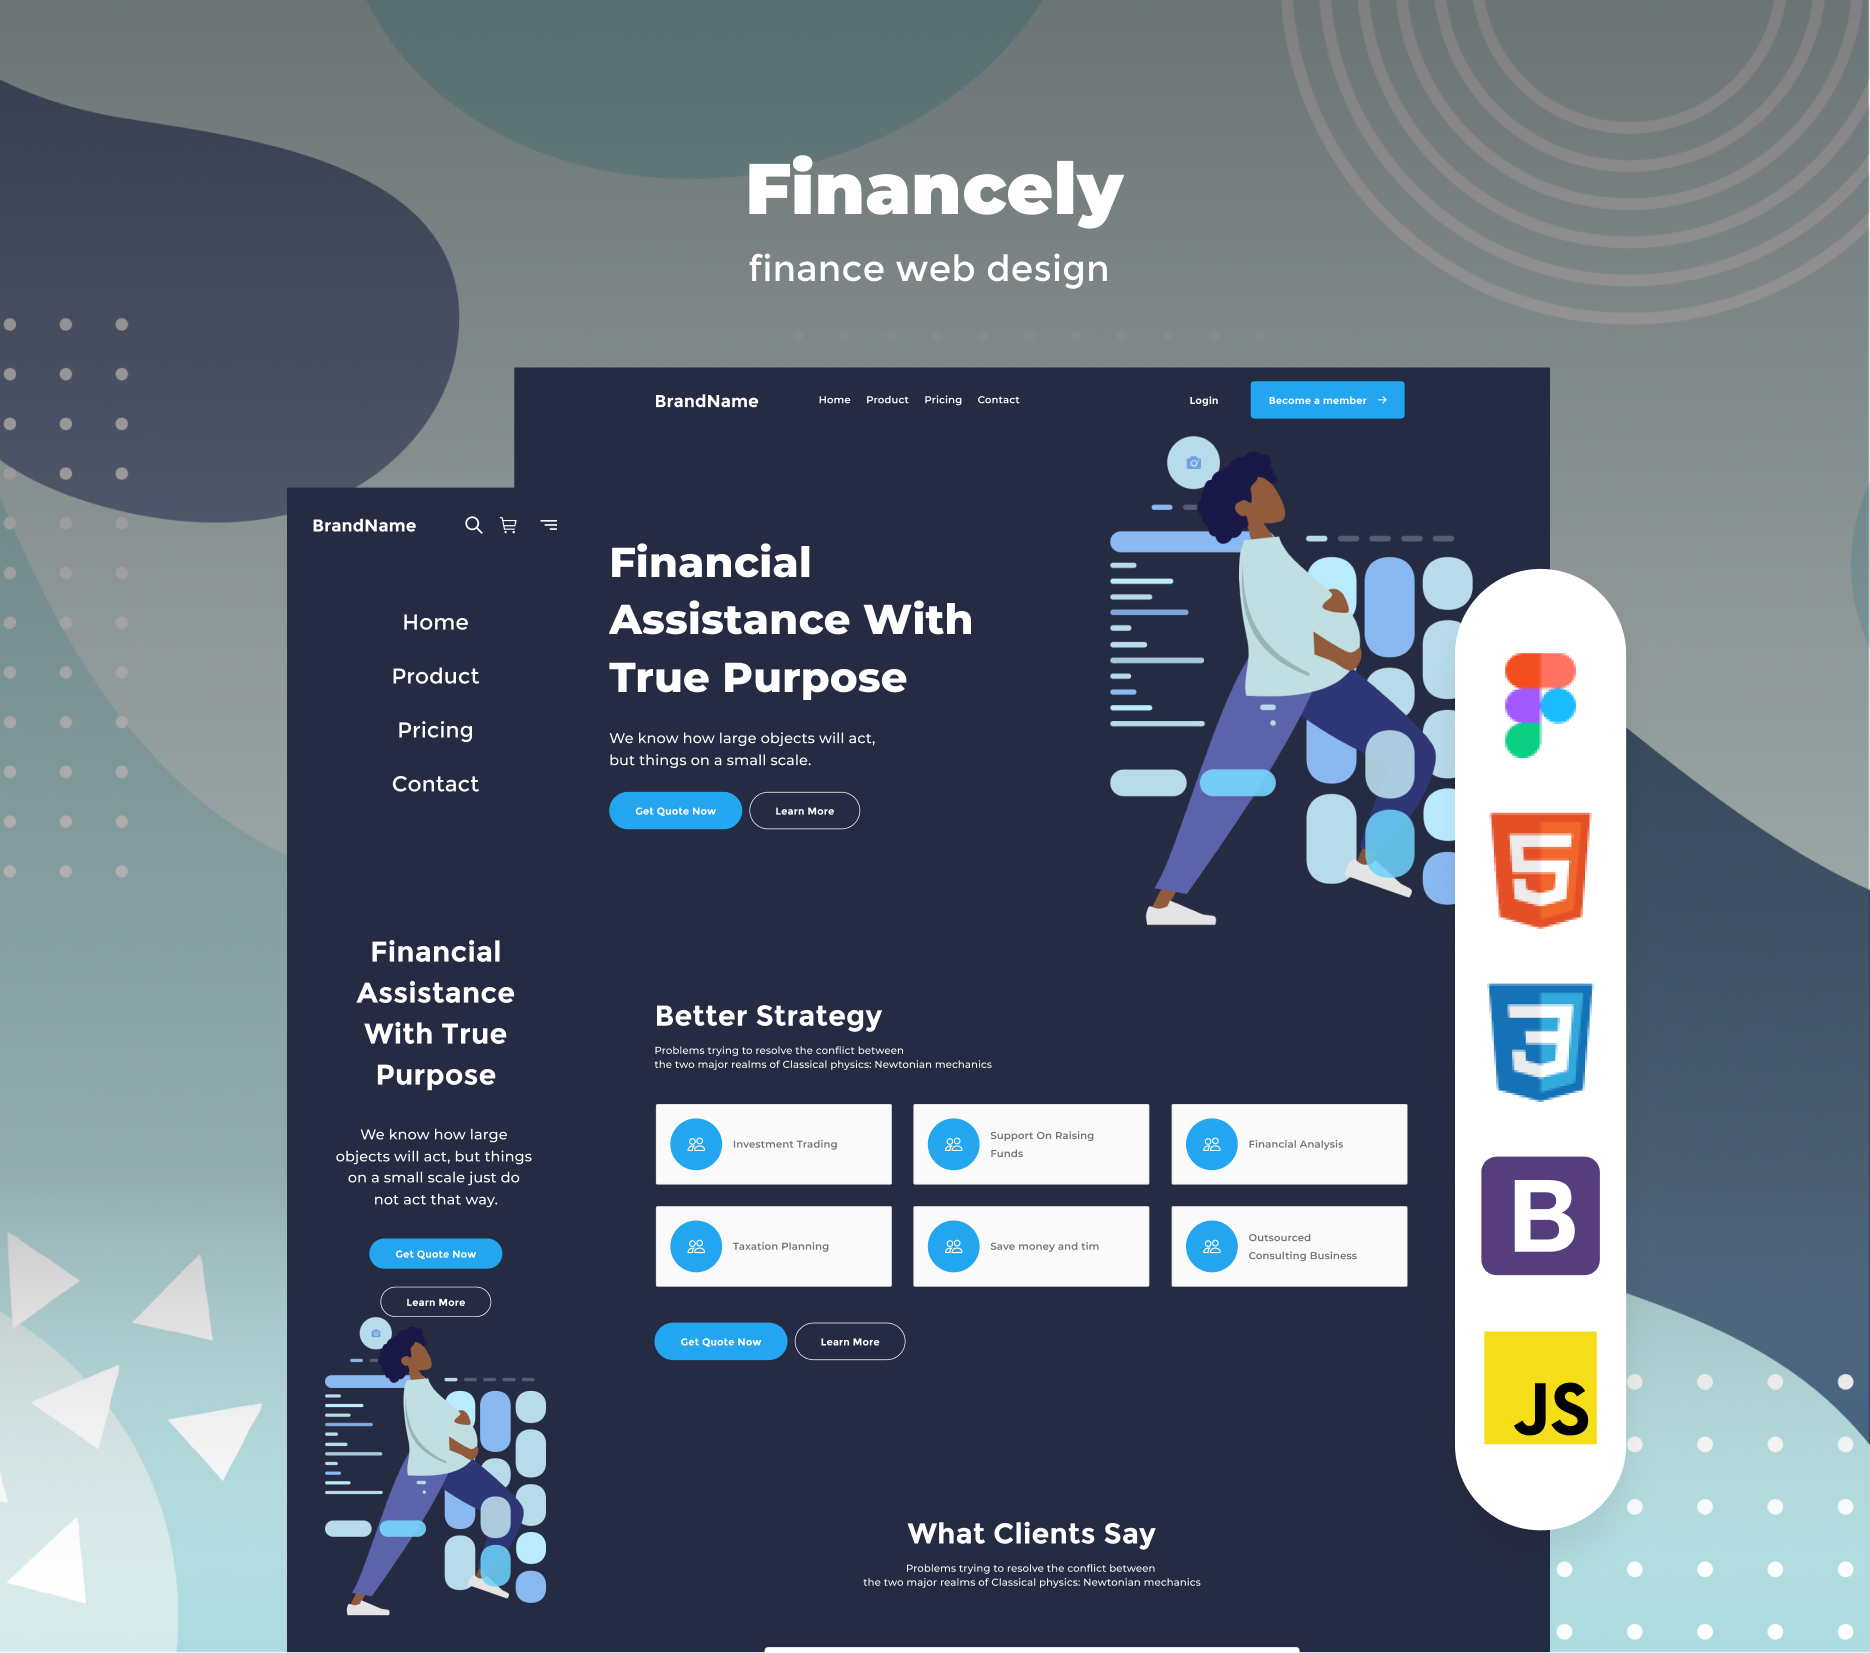 Financely
finance web design
BrandName
Home Product Pricing Contact
Login
Become a member
Financial
Assistance With
True Purpose
We know how large objects will act,
but things on a small scale.
Get Quote Now
Learn More
BrandName
Home
Product
Pricing
Contact
Financial
Assistance
With True
Purpose
We know how large
objects will act, but things
on a small scale just do
not act that way.
Get Quote Now
Learn More
Better Strategy
Problems trying to resolve the conflict between
the two major realms of Classical physics: Newtonian mechanics
Investment Trading
Support On Raising
Funds
Financial Analysis
Taxation Planning
Save money and tim
Outsourced
Consulting Business
Get Quote Now
Learn More
What Clients Say
Problems trying to resolve the conflict between
the two major realms of Classical physics: Newtonian mechanics
5
3
B
JS